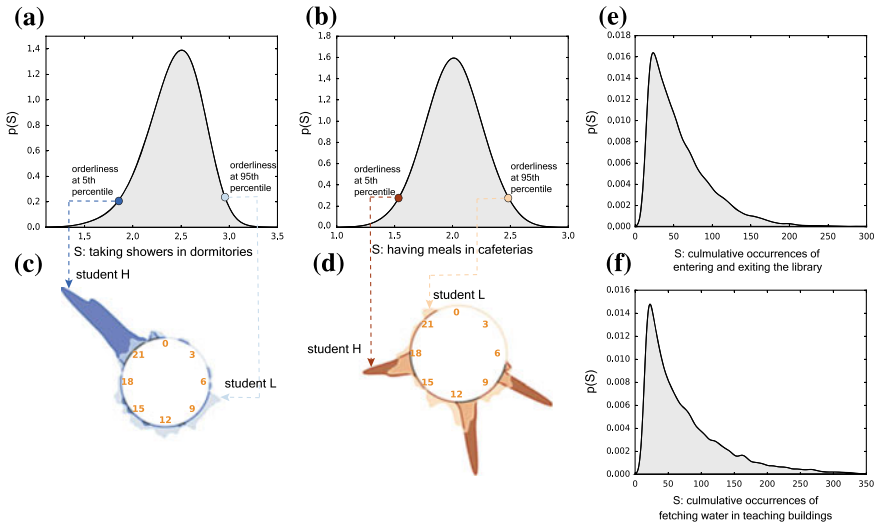 (a)
1.4
1.2
1.0
0.8
0.6
0.4
0.2
0.0
p(S)
orderliness
at 5th
percentile
orderliness
at 95th
percentile
1.5 2.0 2.5 3.0 3.5
S: taking showers in dormitories
(b)
1.8
1.6
1.4
1.2
1.0
0.8
0.6
0.4
0.2
0.0
p(S)
orderliness
at 5th
percentile
orderliness
at 95th
percentile
1.0 1.5 2.0 2.5 3.0
S: having meals in cafeterias
(e)
0.018
0.016
0.014
0.012
0.010
0.008
0.006
0.004
0.002
0.000
p(S)
0 50 100 150 200 250 300
S: culmulative occurrences of
entering and exiting the library
(c)
student H
0
3
6
9
12
15
18
21
student L
(d)
student L
student H
0
3
6
9
12
15
18
21
(f)
0.016
0.014
0.012
0.010
0.008
0.006
0.004
0.002
0.000
p(S)
0 50 100 150 200 250 300 350
S: culmulative occurrences of
fetching water in teaching buildings